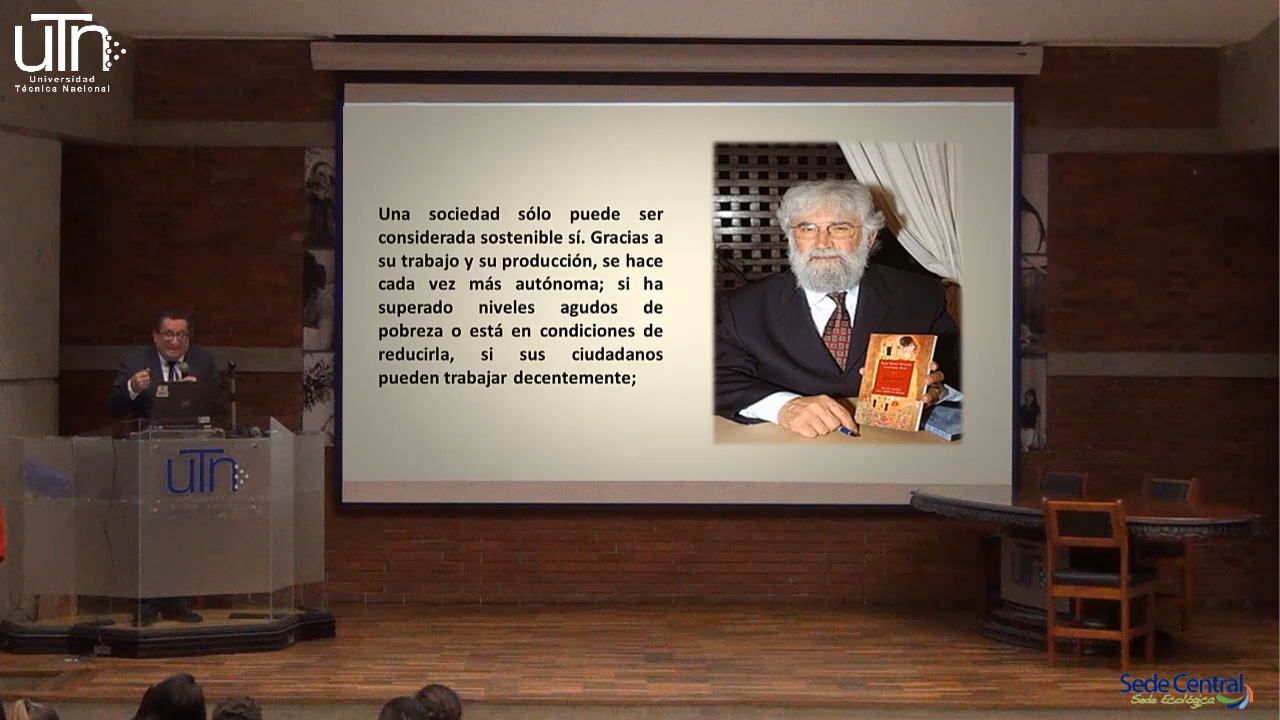 uTn
Universidad
Técnica Nacional
Una sociedad sólo puede ser
considerada sostenible sí. Gracias a
su trabajo y su producción, se hace
cada vez más autónoma; si ha
superado niveles agudos de
pobreza o está en condiciones de
reducirla, si sus ciudadanos
pueden trabajar decentemente;
uTn
Sede Central
Sede Ecológica